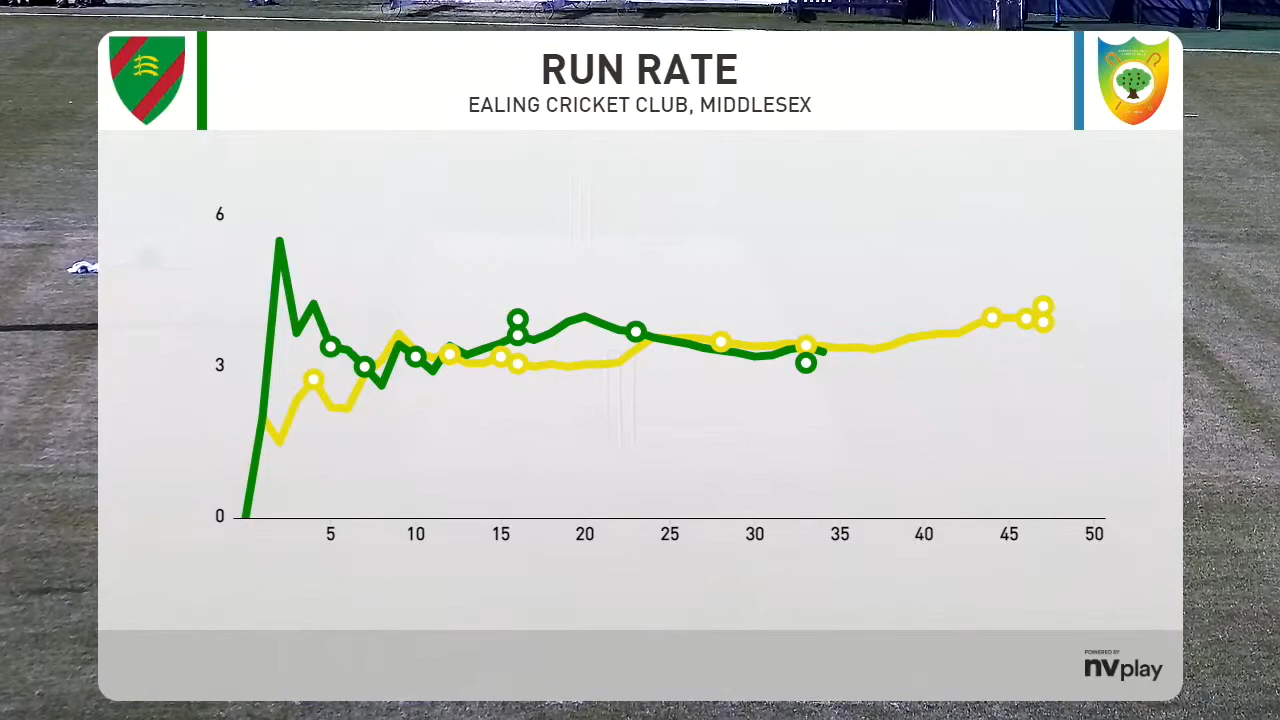 RUN RATE
EALING CRICKET CLUB, MIDDLESEX
6
3
0
5 10 15 20 25 30 35 40 45 50
POWERED BY
nvplay